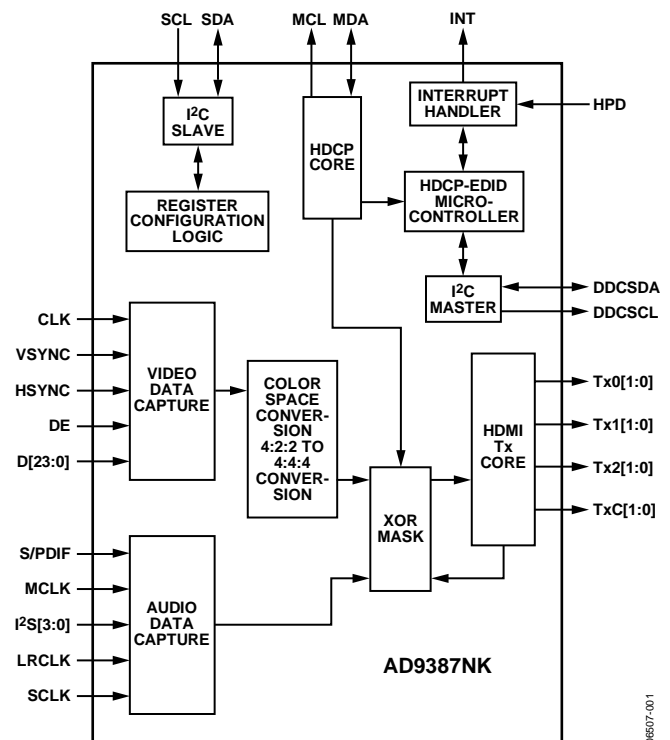 SCL SDA MCL MDA INT
I2C
SLAVE
REGISTER
CONFIGURATION
LOGIC
HDCP
CORE
INTERRUPT
HANDLER
HPD
HDCP-EDID
MICRO-
CONTROLLER
I2C
MASTER
DDCSDA
DDCSCL
CLK
VSYNC
HSYNC
DE
D[23:0]
VIDEO
DATA
CAPTURE
COLOR
SPACE
CONVER-
SION
4:2:2 TO
4:4:4
CONVER-
SION
XOR
MASK
HDMI
Tx
CORE
Tx0[1:0]
Tx1[1:0]
Tx2[1:0]
TxC[1:0]
S/PDIF
MCLK
I2S[3:0]
LRCLK
SCLK
AUDIO
DATA
CAPTURE
AD9387NK
06507-001